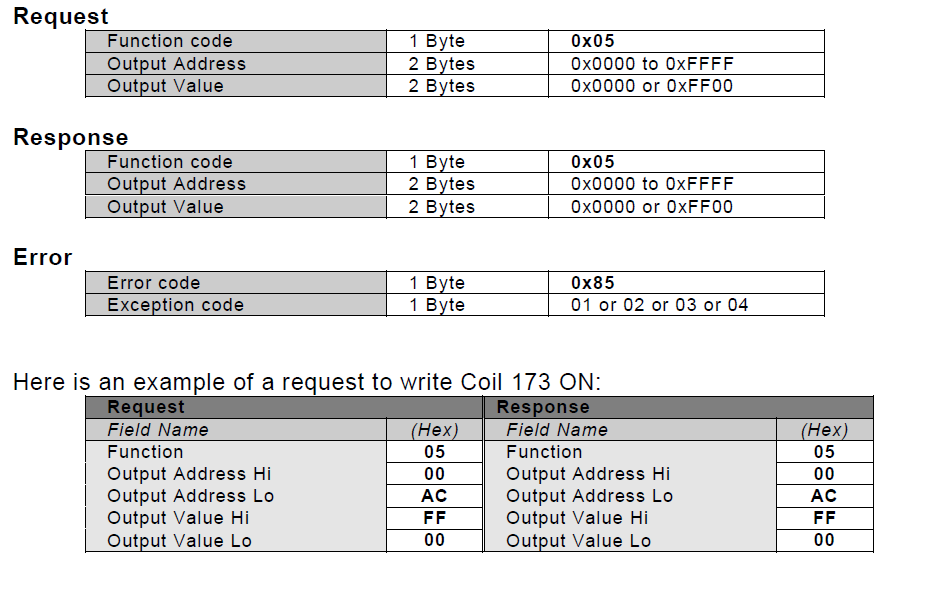 Request
Function code 1 Byte 0x05
Output Address 2 Bytes 0x0000 to 0xFFFF
Output Value 2 Bytes 0x0000 or 0xFF00
Response
Function code 1 Byte 0x05
Output Address 2 Bytes 0x0000 to 0xFFFF
Output Value 2 Bytes 0x0000 or 0xFF00
Error
Error code 1 Byte 0x85
Exception code 1 Byte 01 or 02 or 03 or 04
Here is an example of a request to write Coil 173 ON:
Request Response
Field Name (Hex) Field Name (Hex)
Function 05 Function 05
Output Address Hi 00 Output Address Hi 00
Output Address Lo AC Output Address Lo AC
Output Value Hi FF Output Value Hi FF
Output Value Lo 00 Output Value Lo 00